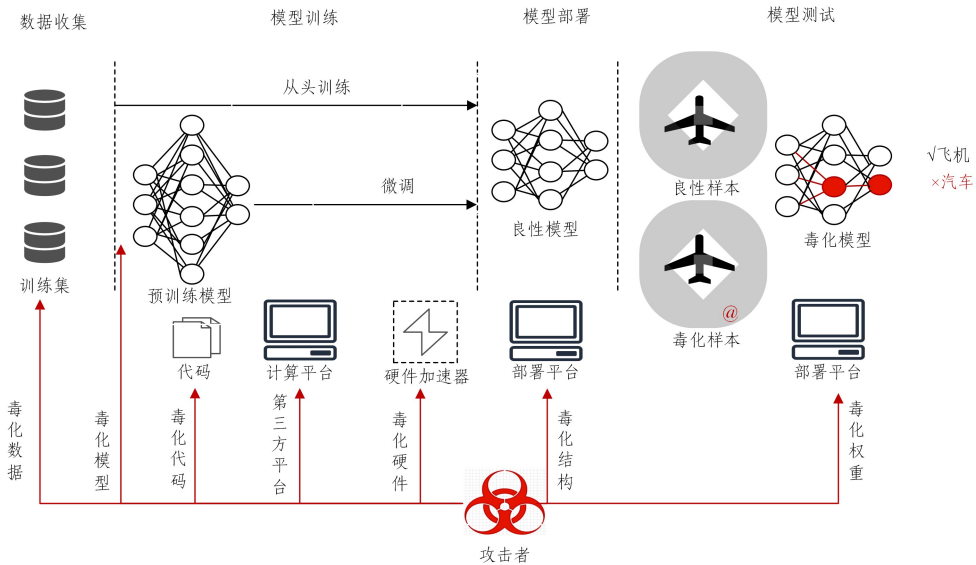 数据收集
模型训练
模型部署
模型测试
从头训练
微调
训练集
预训练模型
良性模型
良性样本
毒化模型
√飞机
×汽车
@
毒化样本
代码
计算平台
硬件加速器
部署平台
部署平台
毒化数据
毒化模型
毒化代码
第三方平台
毒化硬件
毒化结构
毒化权重
攻击者